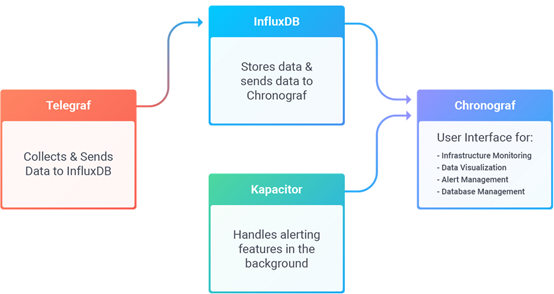 InfluxDB
Stores data &
sends data to
Chronograf
Telegraf
Collects & Sends
Data to InfluxDB
Chronograf
User Interface for:
- Infrastructure Monitoring
- Data Visualization
- Alert Management
- Database Management
Kapacitor
Handles alerting
features in the
background